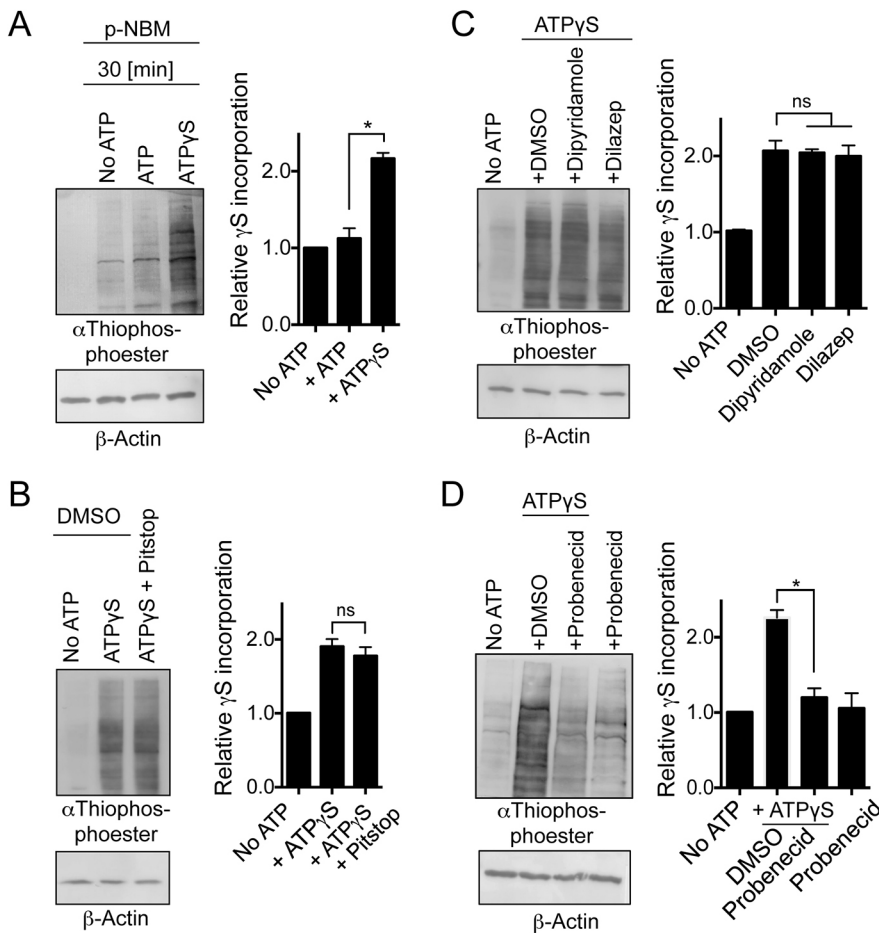 A
p-NBM
30 [min]
No ATP
ATP
ATPγS
αThiophos-
phoester
β-Actin
Relative γS incorporation
2.0
1.0
0.0
*
No ATP
+ ATP
+ ATPγS
B
DMSO
No ATP
ATPγS
ATPγS + Pitstop
αThiophos-
phoester
β-Actin
Relative γS incorporation
2.0
1.0
0.0
ns
No ATP
+ ATPγS
+ ATPγS
+ Pitstop
C
ATPγS
No ATP
+DMSO
+Dipyridamole
+Dilazep
αThiophos-
phoester
β-Actin
Relative γS incorporation
3.0
2.0
1.0
0.0
ns
No ATP
DMSO
Dipyridamole
Dilazep
D
ATPγS
No ATP
+DMSO
+Probenecid
+Probenecid
αThiophos-
phoester
β-Actin
Relative γS incorporation
2.0
1.0
0.0
*
No ATP
+ ATPγS
DMSO
Probenecid
Probenecid